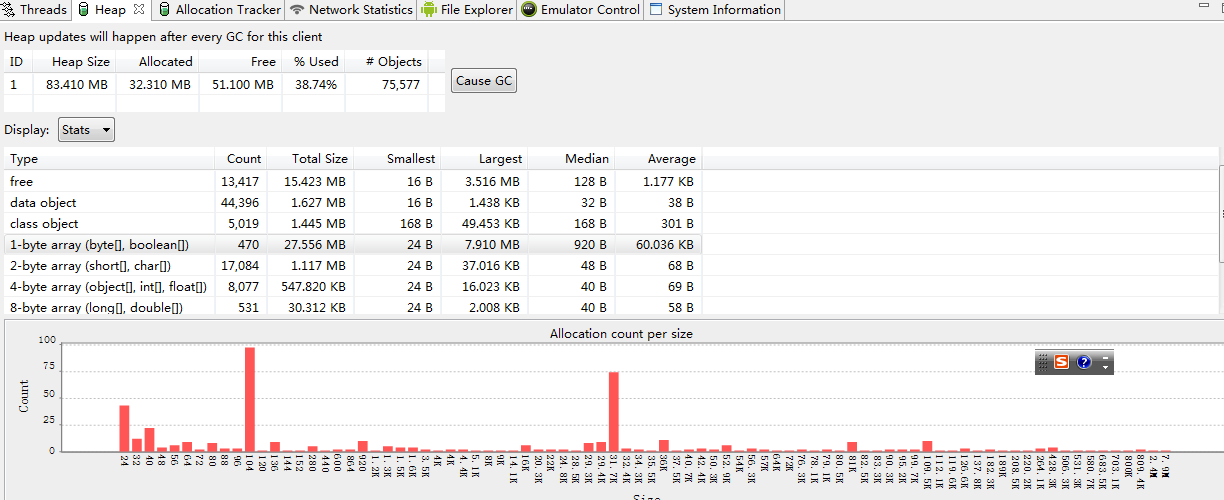 Threads Heap Allocation Tracker Network Statistics File Explorer Emulator Control System Information
Heap updates will happen after every GC for this client
ID Heap Size Allocated Free % Used # Objects
1 83.410 MB 32.310 MB 51.100 MB 38.74% 75,577
Cause GC
Display: Stats
Type Count Total Size Smallest Largest Median Average
free 13,417 15.423 MB 16 B 3.516 MB 128 B 1.177 KB
data object 44,396 1.627 MB 16 B 1.438 KB 32 B 38 B
class object 5,019 1.445 MB 168 B 49.453 KB 168 B 301 B
1-byte array (byte[], boolean[]) 470 27.556 MB 24 B 7.910 MB 920 B 60.036 KB
2-byte array (short[], char[]) 17,084 1.117 MB 24 B 37.016 KB 48 B 68 B
4-byte array (object[], int[], float[]) 8,077 547.820 KB 24 B 16.023 KB 40 B 69 B
8-byte array (long[], double[]) 531 30.312 KB 24 B 2.008 KB 40 B 58 B
Allocation count per size
100
75
50
25
0
Count
24 32 40 48 56 64 72 80 88 96 104 120 136 144 152 280 440 600 864 920 1.2K 1.3K 1.5K 1.6K 3.5K 4K 4K 4.4K 8K 9K 14.1K 16K 20.3K 22K 24.8K 28.5K 29.3K 29.4K 31.7K 32.4K 34.3K 35.5K 36K 37.5K 40.7K 42.4K 50.3K 52.9K 54K 56.3K 57K 64K 72K 76.3K 78.1K 79.1K 80.5K 81K 82.5K 83.3K 90.3K 95.2K 99.7K 109.5K 112.1K 119.6K 126.6K 137.8K 182.3K 189K 208.5K 220.2K 264.1K 428.3K 506.3K 531.3K 580.7K 683.5K 703.1K 800K 809.4K 2.4M 7.9M
Size